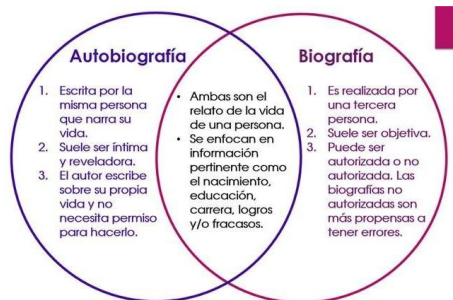 Autobiografía
1. Escrita por la
misma persona
que narra su
vida.
2. Suele ser íntima
y reveladora.
3. El autor escribe
sobre su propia
vida y no
necesita permiso
para hacerlo.
• Ambas son el
relato de la vida
de una persona.
• Se enfocan en
información
pertinente como
el nacimiento,
educación,
carrera, logros
y/o fracasos.
Biografía
1. Es realizada por
una tercera
persona.
2. Suele ser objetiva.
3. Puede ser
autorizada o no
autorizada. Las
biografías no
autorizadas son
más propensas a
tener errores.